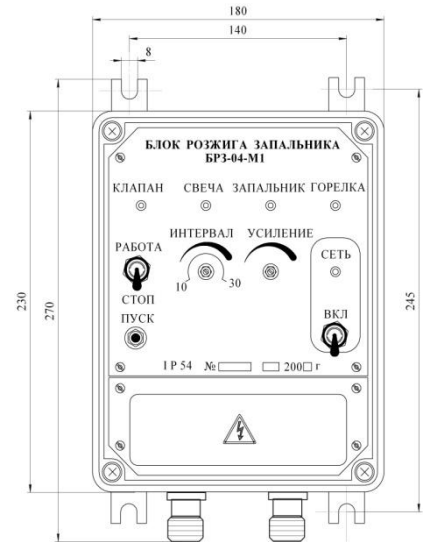 180
140
8
БЛОК РОЗЖИГА ЗАПАЛЬНИКА
БРЗ-04-М1
КЛАПАН СВЕЧА ЗАПАЛЬНИК ГОРЕЛКА
ИНТЕРВАЛ УСИЛЕНИЕ
РАБОТА
СЕТЬ
10 30
СТОП
ПУСК
ВКЛ
230
270
245
IP 54 № 200 г